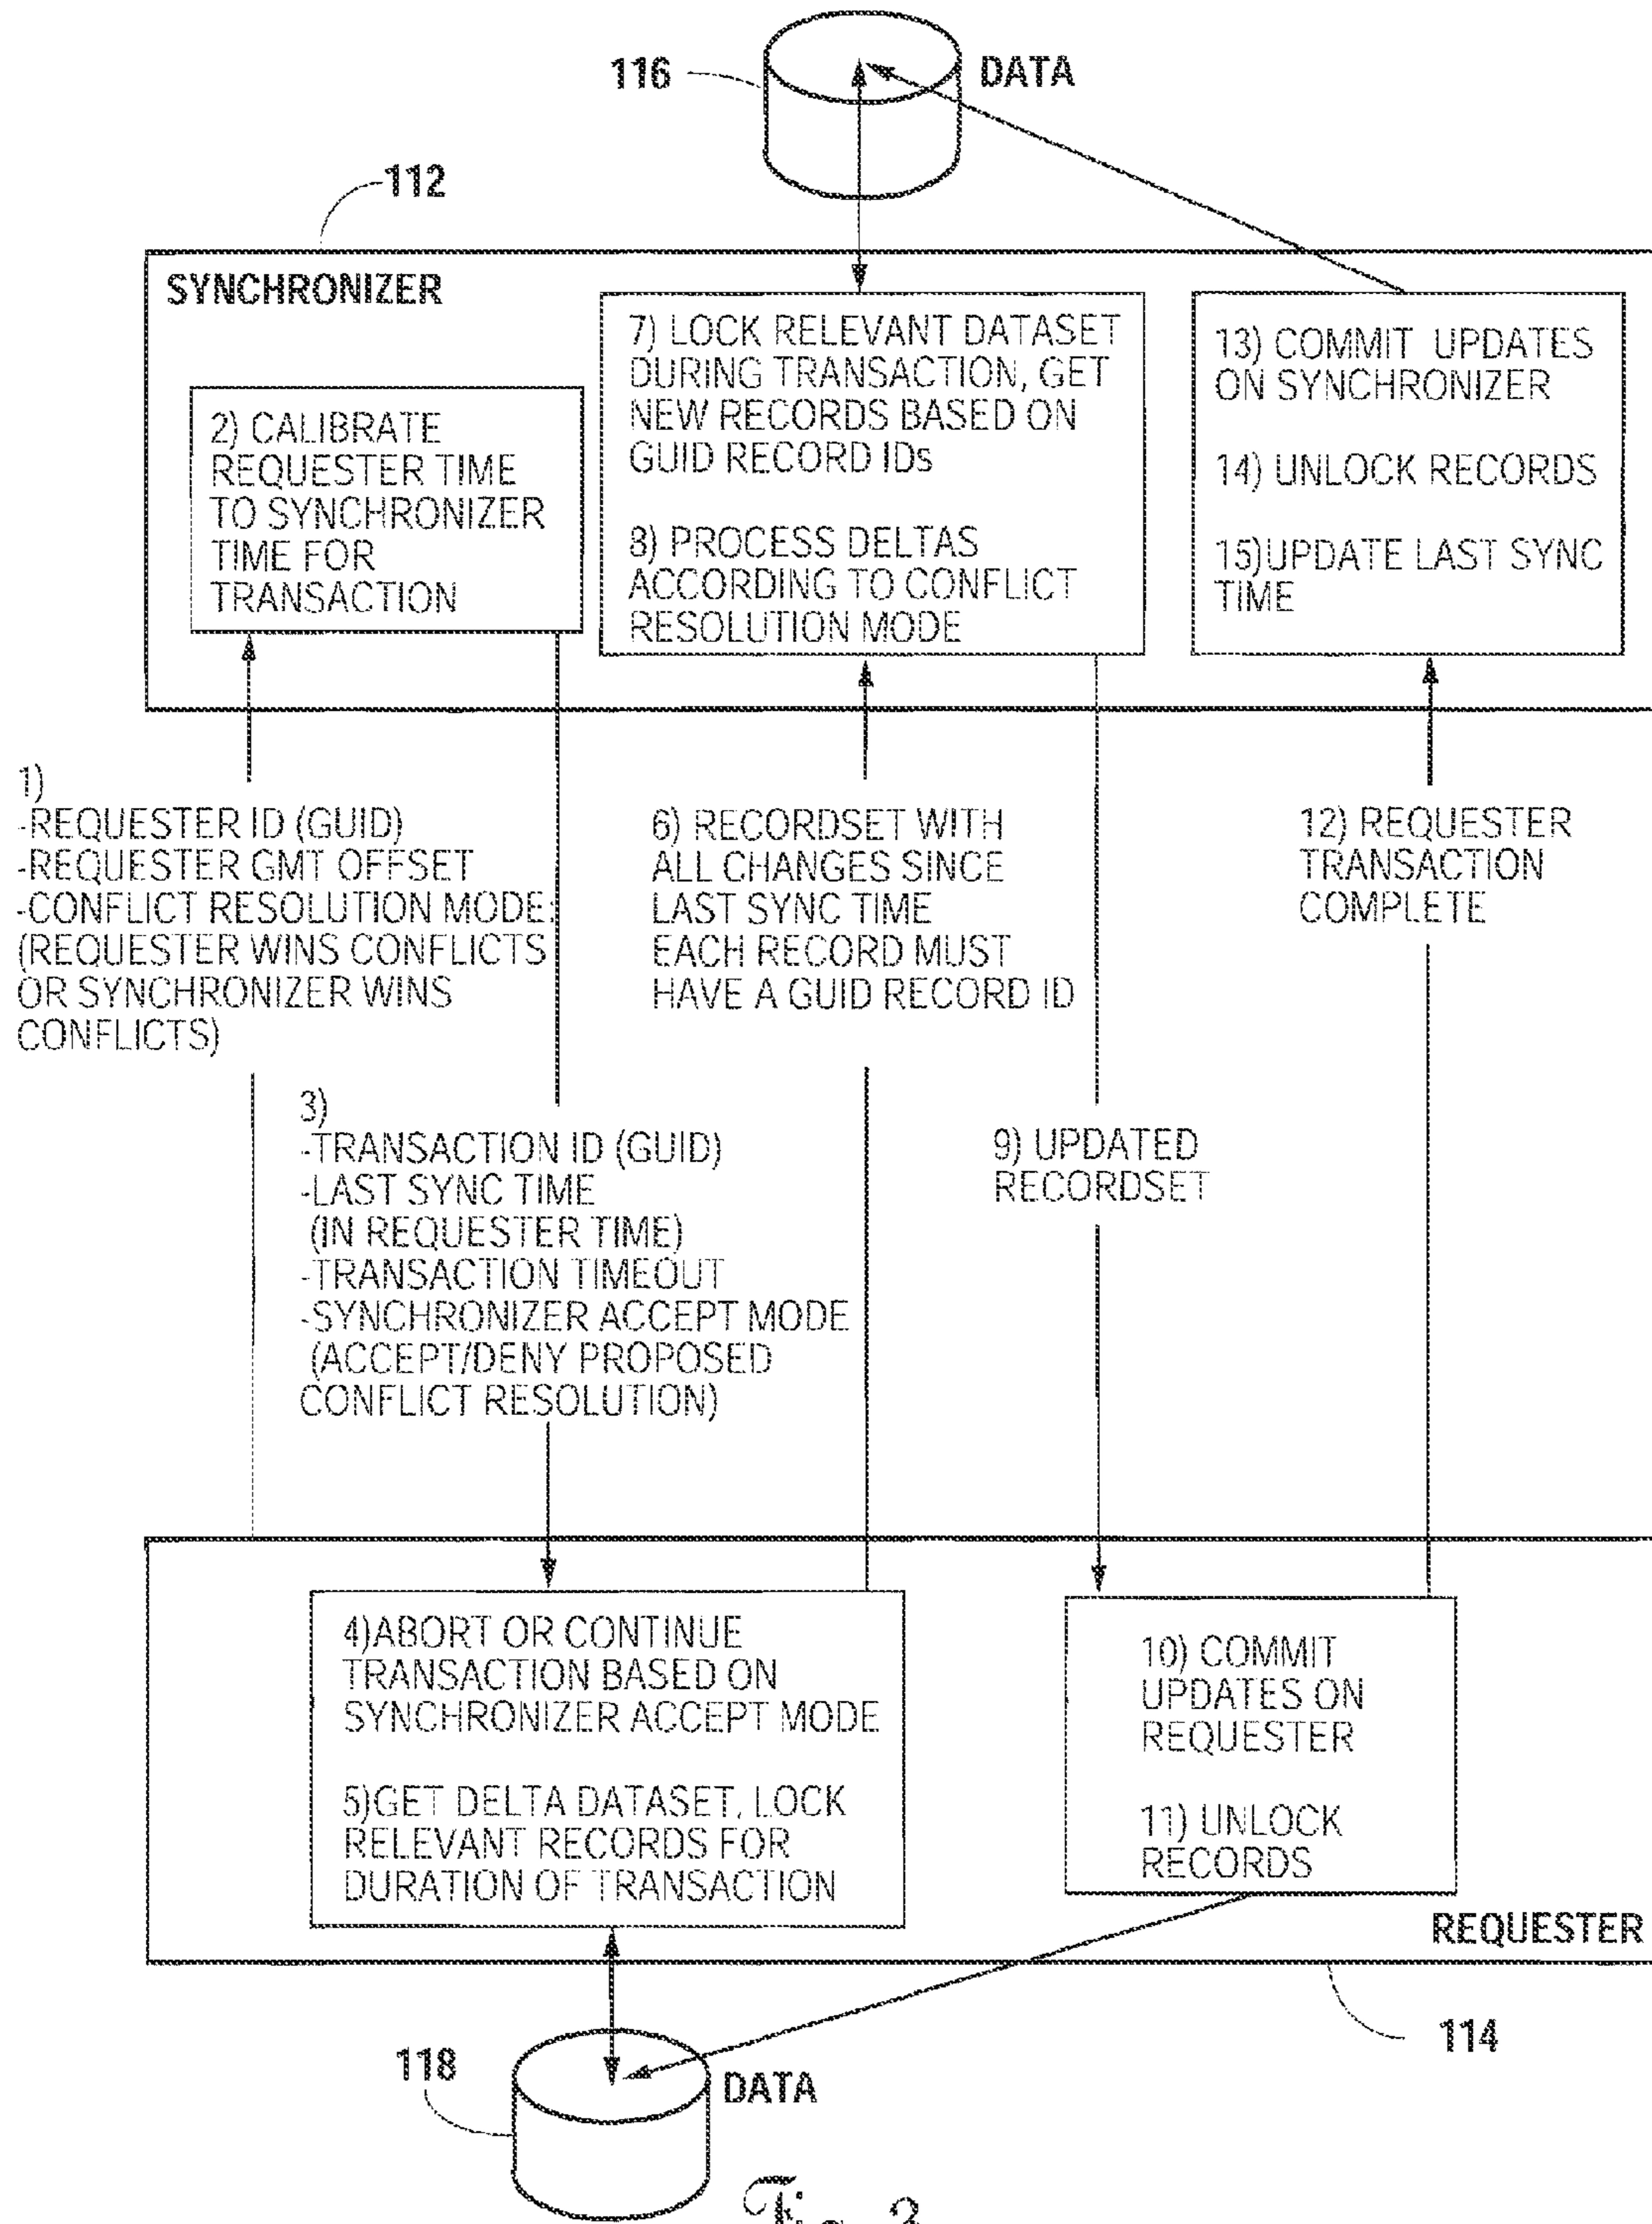 116
DATA
112
SYNCHRONIZER
2) CALIBRATE
REQUESTER TIME
TO SYNCHRONIZER
TIME FOR
TRANSACTION
7) LOCK RELEVANT DATASET
DURING TRANSACTION, GET
NEW RECORDS BASED ON
GUID RECORD IDs
8) PROCESS DELTAS
ACCORDING TO CONFLICT
RESOLUTION MODE
13) COMMIT UPDATES
ON SYNCHRONIZER
14) UNLOCK RECORDS
15)UPDATE LAST SYNC
TIME
1)
-REQUESTER ID (GUID)
-REQUESTER GMT OFFSET
-CONFLICT RESOLUTION MODE:
(REQUESTER WINS CONFLICTS
OR SYNCHRONIZER WINS
CONFLICTS)
6) RECORDSET WITH
ALL CHANGES SINCE
LAST SYNC TIME
EACH RECORD MUST
HAVE A GUID RECORD ID
12) REQUESTER
TRANSACTION
COMPLETE
3)
-TRANSACTION ID (GUID)
-LAST SYNC TIME
(IN REQUESTER TIME)
-TRANSACTION TIMEOUT
-SYNCHRONIZER ACCEPT MODE
(ACCEPT/DENY PROPOSED
CONFLICT RESOLUTION)
9) UPDATED
RECORDSET
4)ABORT OR CONTINUE
TRANSACTION BASED ON
SYNCHRONIZER ACCEPT MODE
5)GET DELTA DATASET, LOCK
RELEVANT RECORDS FOR
DURATION OF TRANSACTION
10) COMMIT
UPDATES ON
REQUESTER
11) UNLOCK
RECORDS
REQUESTER
114
118
DATA
Fig.